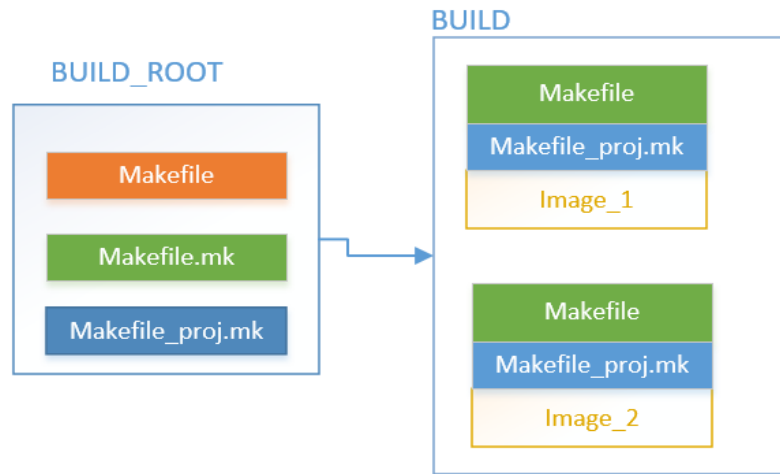 BUILD_ROOT
Makefile
Makefile.mk
Makefile_proj.mk
BUILD
Makefile
Makefile_proj.mk
Image_1
Makefile
Makefile_proj.mk
Image_2